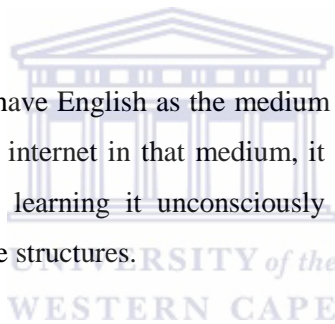 have English as the medium
internet in that medium, it
learning it unconsciously
e structures.
UNIVERSITY of the
WESTERN CAPE